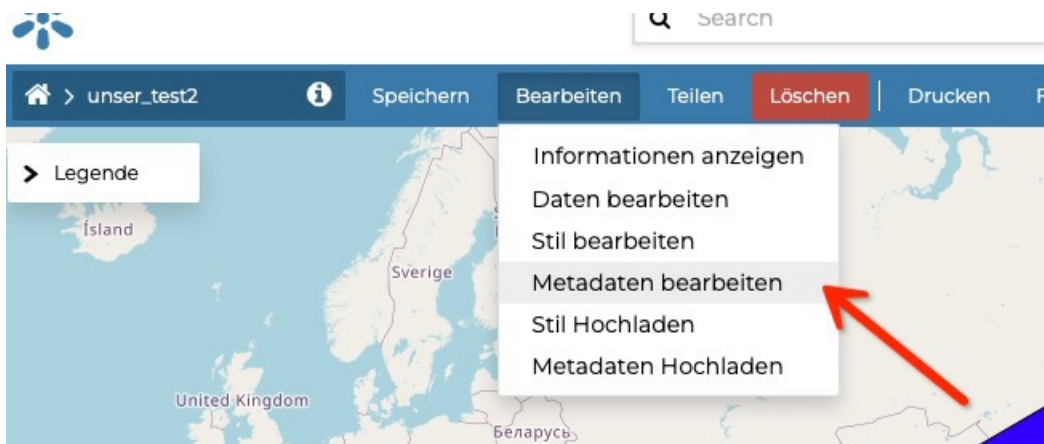 Search
> unser_test2
Speichern
Bearbeiten
Teilen
Löschen
Drucken
Legende
Informationen anzeigen
Daten bearbeiten
Stil bearbeiten
Metadaten bearbeiten
Stil Hochladen
Metadaten Hochladen
Ísland
Sverige
United Kingdom
Беларусь